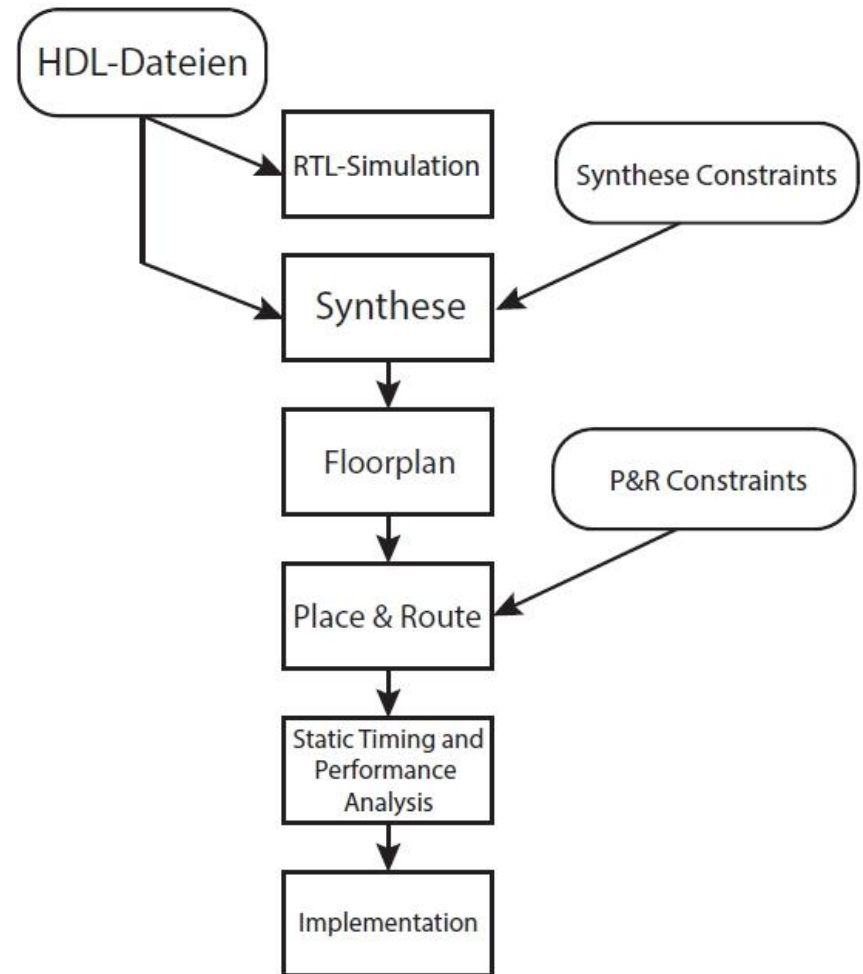 HDL-Dateien
RTL-Simulation
Synthese Constraints
Synthese
Floorplan
P&R Constraints
Place & Route
Static Timing and
Performance
Analysis
Implementation